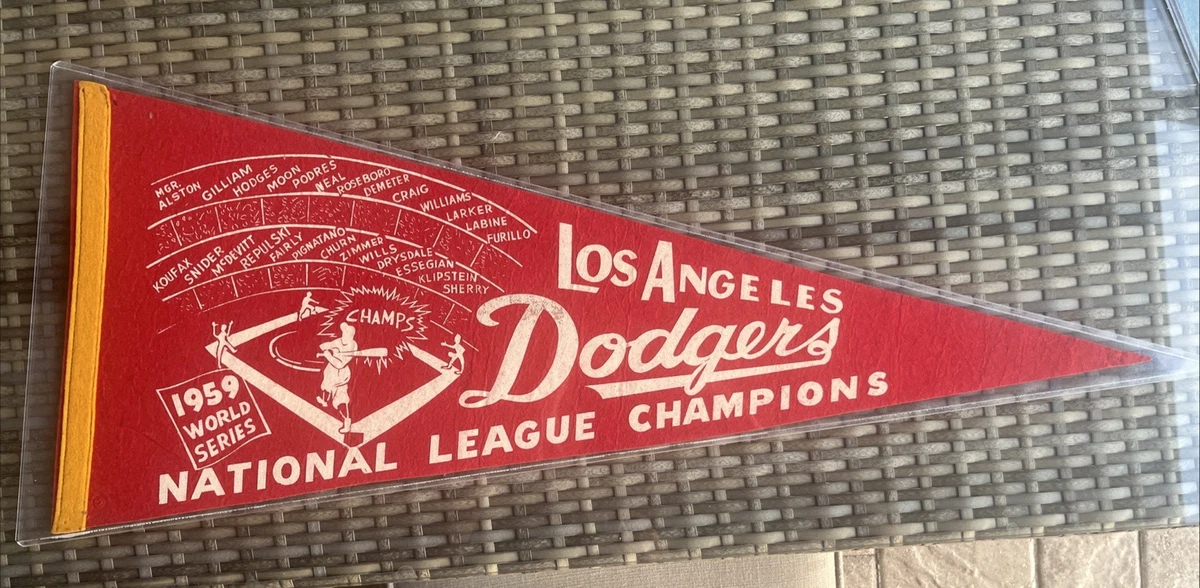 MGR.
ALSTON
GILLIAM
HODGES
MOON
PODRES
NEAL
ROSEBORO
DEMETER
CRAIG
WILLIAMS
LARKER
LABINE
FURILLO
KOUFAX
SNIDER
McDEVITT
REPULSKI
FAIRLY
PIGNATANO
CHURN
ZIMMER
WILLS
DRYSDALE
ESSEGIAN
KLIPSTEIN
SHERRY
CHAMPS
1959
WORLD
SERIES
LOS ANGELES
Dodgers
NATIONAL LEAGUE CHAMPIONS